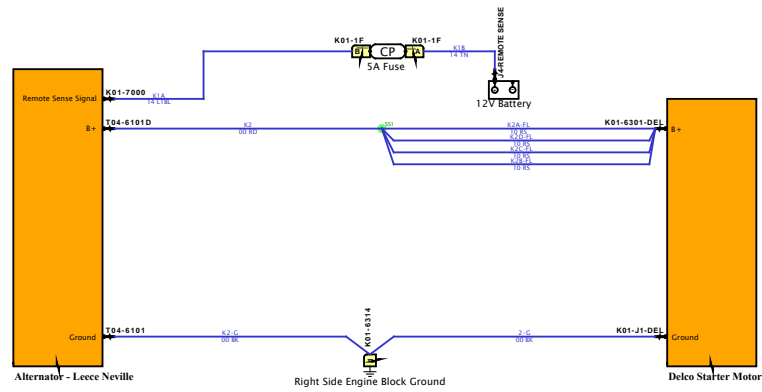 J4-REMOTE SENSE
K01-1F
K01-1F
B
CP
A
K1B
14 TN
5A Fuse
12V Battery
K01-7000
Remote Sense Signal
K1A
14 LTBL
T04-6101D
B+
K2
00 RD
SS1
K2A-FL
10 RS
K2D-FL
10 RS
K2C-FL
10 RS
K2B-FL
10 RS
K01-6301-DEL
B+
T04-6101
Ground
K2-G
00 BK
K01-6314
2-G
00 BK
K01-J1-DEL
Ground
Right Side Engine Block Ground
Alternator - Leece Neville
Delco Starter Motor